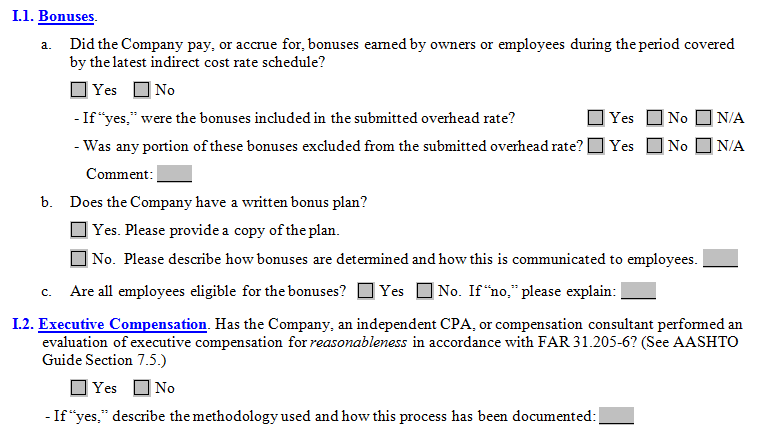 I.1. Bonuses.
a. Did the Company pay, or accrue for, bonuses earned by owners or employees during the period covered
by the latest indirect cost rate schedule?
Yes No
- If “yes,” were the bonuses included in the submitted overhead rate? Yes No N/A
- Was any portion of these bonuses excluded from the submitted overhead rate? Yes No N/A
Comment:
b. Does the Company have a written bonus plan?
Yes. Please provide a copy of the plan.
No. Please describe how bonuses are determined and how this is communicated to employees.
c. Are all employees eligible for the bonuses? Yes No. If “no,” please explain:
I.2. Executive Compensation. Has the Company, an independent CPA, or compensation consultant performed an
evaluation of executive compensation for reasonableness in accordance with FAR 31.205-6? (See AASHTO
Guide Section 7.5.)
Yes No
- If “yes,” describe the methodology used and how this process has been documented: